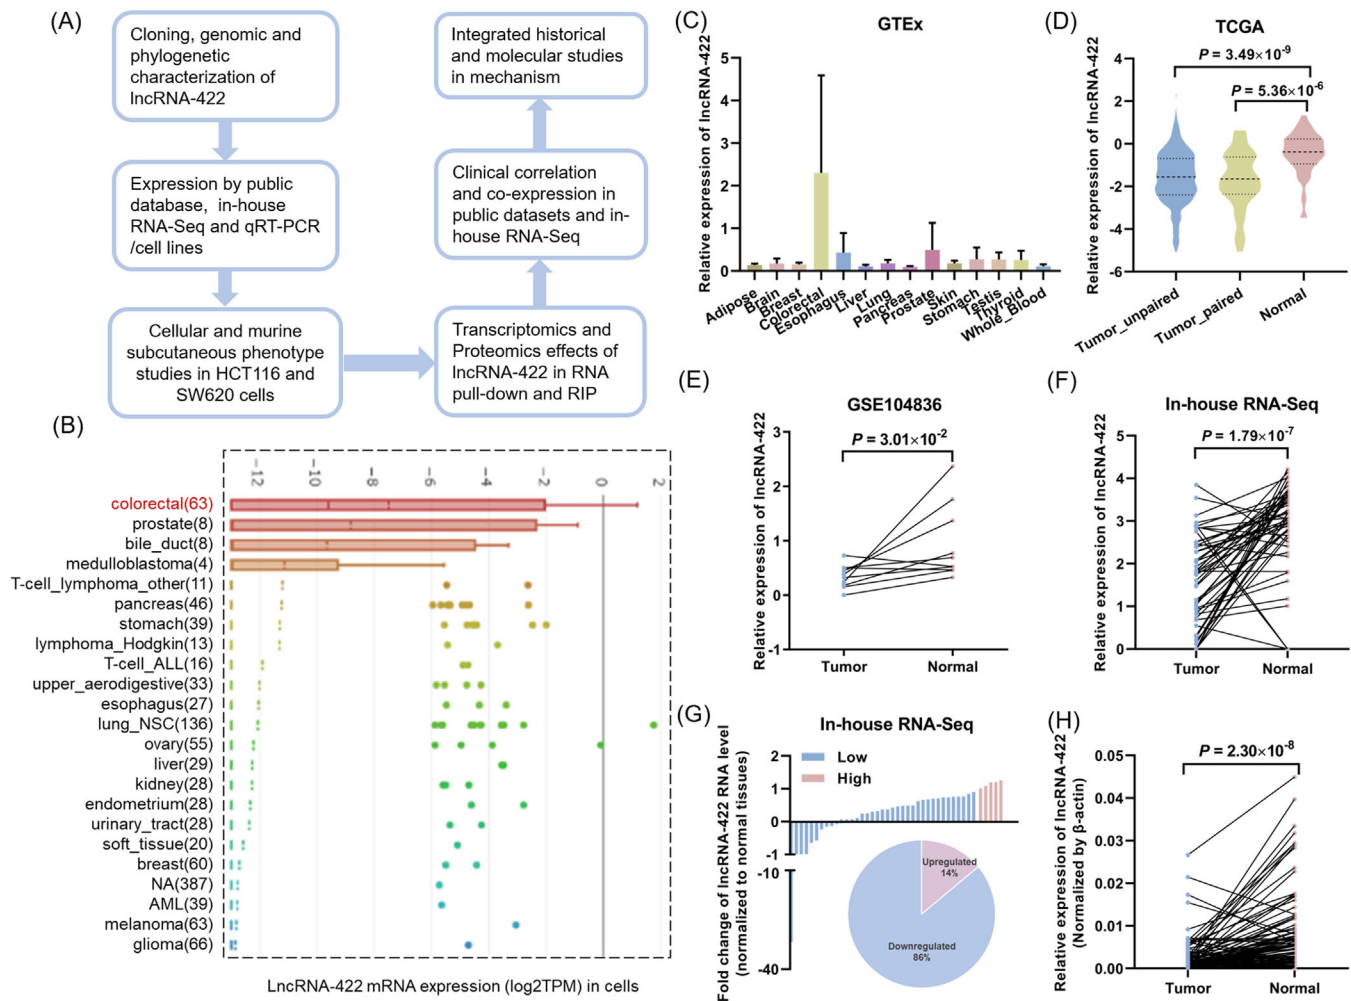 (A)
Cloning, genomic and
phylogenetic
characterization of
lncRNA-422
Expression by public
database, in-house
RNA-Seq and qRT-PCR
/cell lines
Cellular and murine
subcutaneous phenotype
studies in HCT116 and
SW620 cells
Integrated historical
and molecular studies
in mechanism
Clinical correlation
and co-expression in
public datasets and in-
house RNA-Seq
Transcriptomics and
Proteomics effects of
lncRNA-422 in RNA
pull-down and RIP
(B)
-12
-10
-8
-6
-4
-2
0
2
colorectal(63)
prostate(8)
bile_duct(8)
medulloblastoma(4)
T-cell_lymphoma_other(11)
pancreas(46)
stomach(39)
lymphoma_Hodgkin(13)
T-cell_ALL(16)
upper_aerodigestive(33)
esophagus(27)
lung_NSC(136)
ovary(55)
liver(29)
kidney(28)
endometrium(28)
urinary_tract(28)
soft_tissue(20)
breast(60)
NA(387)
AML(39)
melanoma(63)
glioma(66)
LncRNA-422 mRNA expression (log2TPM) in cells
(C)
GTEx
Relative expression of lncRNA-422
5
4
3
2
1
0
Adipose
Brain
Breast
Colorectal
Esophagus
Liver
Lung
Pancreas
Prostate
Skin
Stomach
Testis
Thyroid
Whole_Blood
(D)
TCGA
Relative expression of lncRNA-422
P = 3.49×10-9
P = 5.36×10-6
4
2
0
-2
-4
-6
Tumor_unpaired
Tumor_paired
Normal
(E)
GSE104836
Relative expression of lncRNA-422
P = 3.01×10-2
3
2
1
0
-1
Tumor
Normal
(F)
In-house RNA-Seq
Relative expression of lncRNA-422
P = 1.79×10-7
5
4
3
2
1
0
Tumor
Normal
(G)
In-house RNA-Seq
Fold change of lncRNA-422 RNA level
(normalized to normal tissues)
2
1
0
-1
-10
-40
Low
High
Upregulated
14%
Downregulated
86%
(H)
Relative expression of lncRNA-422
(Normalized by β-actin)
P = 2.30×10-8
0.05
0.04
0.03
0.02
0.01
0.00
Tumor
Normal